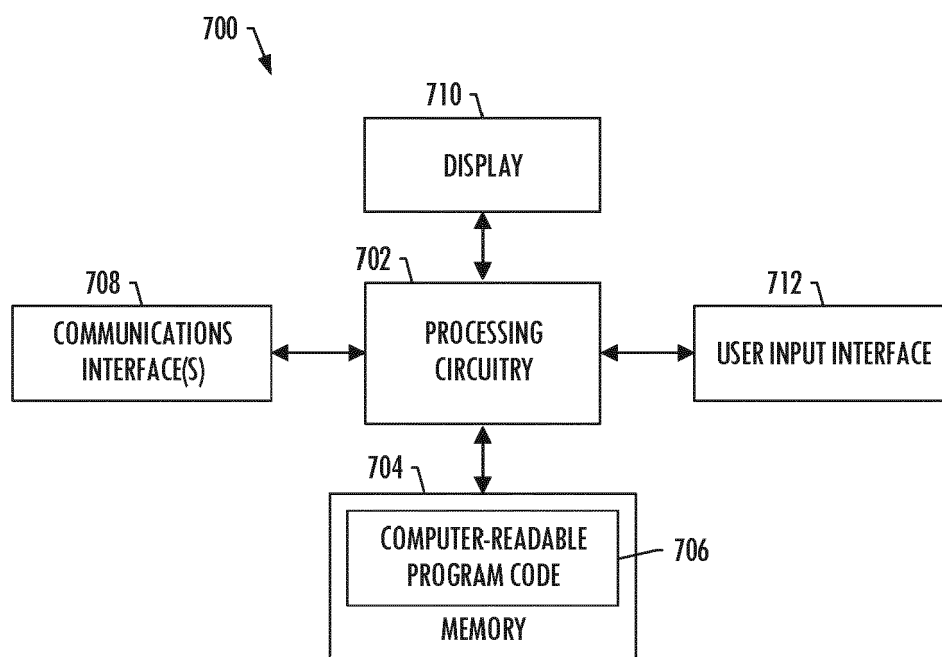 700
710
DISPLAY
702
708
712
COMMUNICATIONS
INTERFACE(S)
PROCESSING
CIRCUITRY
USER INPUT INTERFACE
704
COMPUTER-READABLE
PROGRAM CODE
706
MEMORY